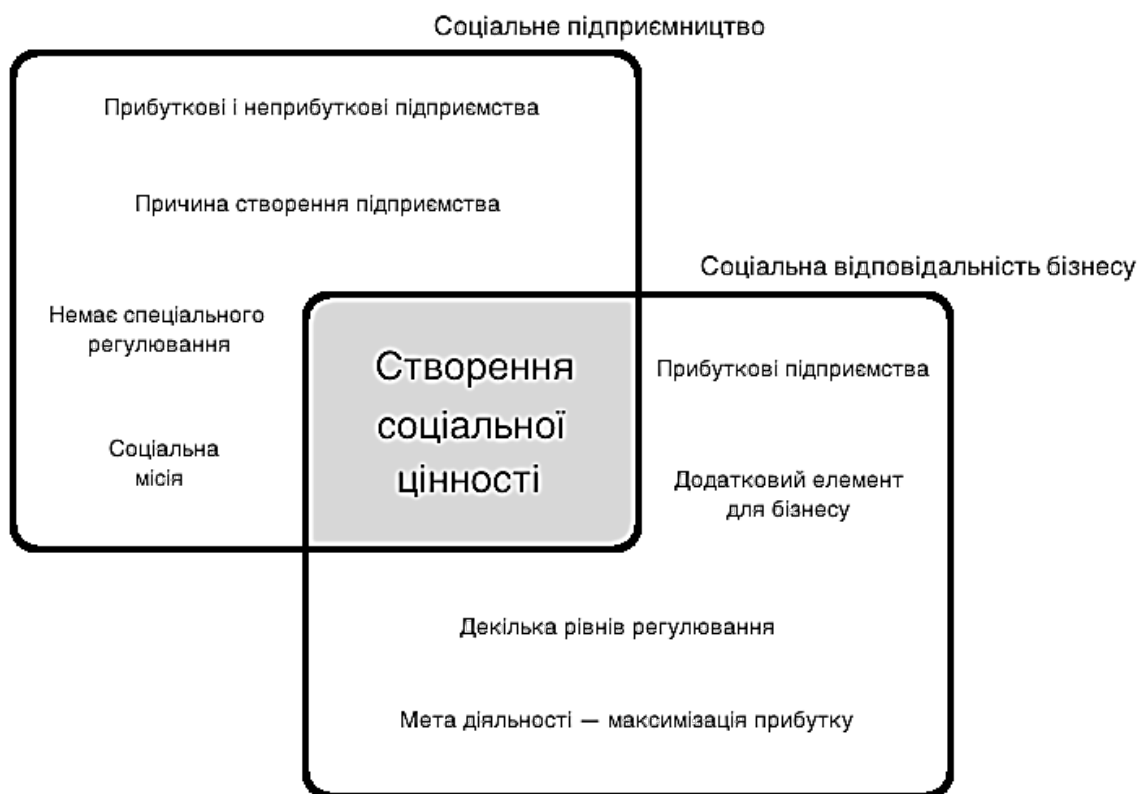 Соціальне підприємництво
Прибуткові і неприбуткові підприємства
Причина створення підприємства
Немає спеціального
регулювання
Соціальна
місія
Створення
соціальної
цінності
Соціальна відповідальність бізнесу
Прибуткові підприємства
Додатковий елемент
для бізнесу
Декілька рівнів регулювання
Мета діяльності — максимізація прибутку